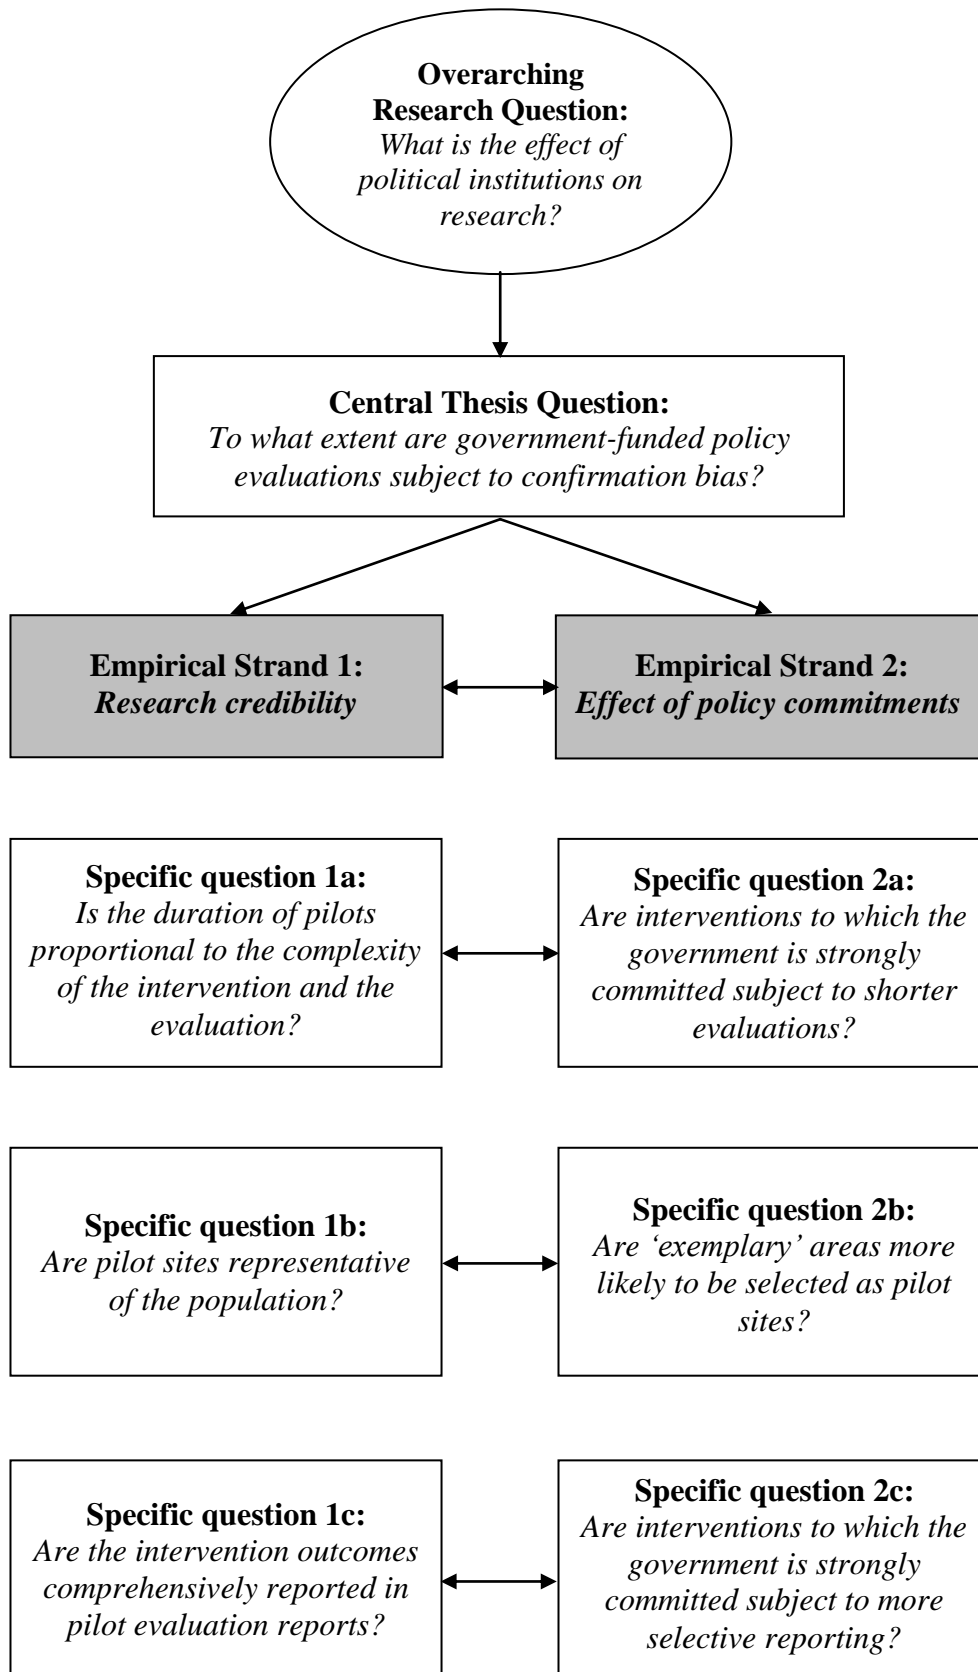 Overarching
Research Question:
What is the effect of
political institutions on
research?
Central Thesis Question:
To what extent are government-funded policy
evaluations subject to confirmation bias?
Empirical Strand 1:
Research credibility
Empirical Strand 2:
Effect of policy commitments
Specific question 1a:
Is the duration of pilots
proportional to the complexity
of the intervention and the
evaluation?
Specific question 2a:
Are interventions to which the
government is strongly
committed subject to shorter
evaluations?
Specific question 1b:
Are pilot sites representative
of the population?
Specific question 2b:
Are ‘exemplary’ areas more
likely to be selected as pilot
sites?
Specific question 1c:
Are the intervention outcomes
comprehensively reported in
pilot evaluation reports?
Specific question 2c:
Are interventions to which the
government is strongly
committed subject to more
selective reporting?